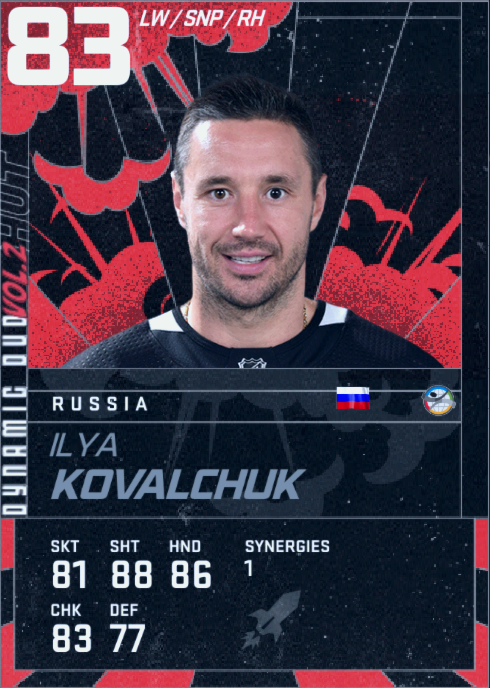 83
LW / SNP / RH
HUT
VOL.2
DYNAMIC DUO
RUSSIA
ILYA
KOVALCHUK
SKT SHT HND SYNERGIES
81 88 86 1
CHK DEF
83 77